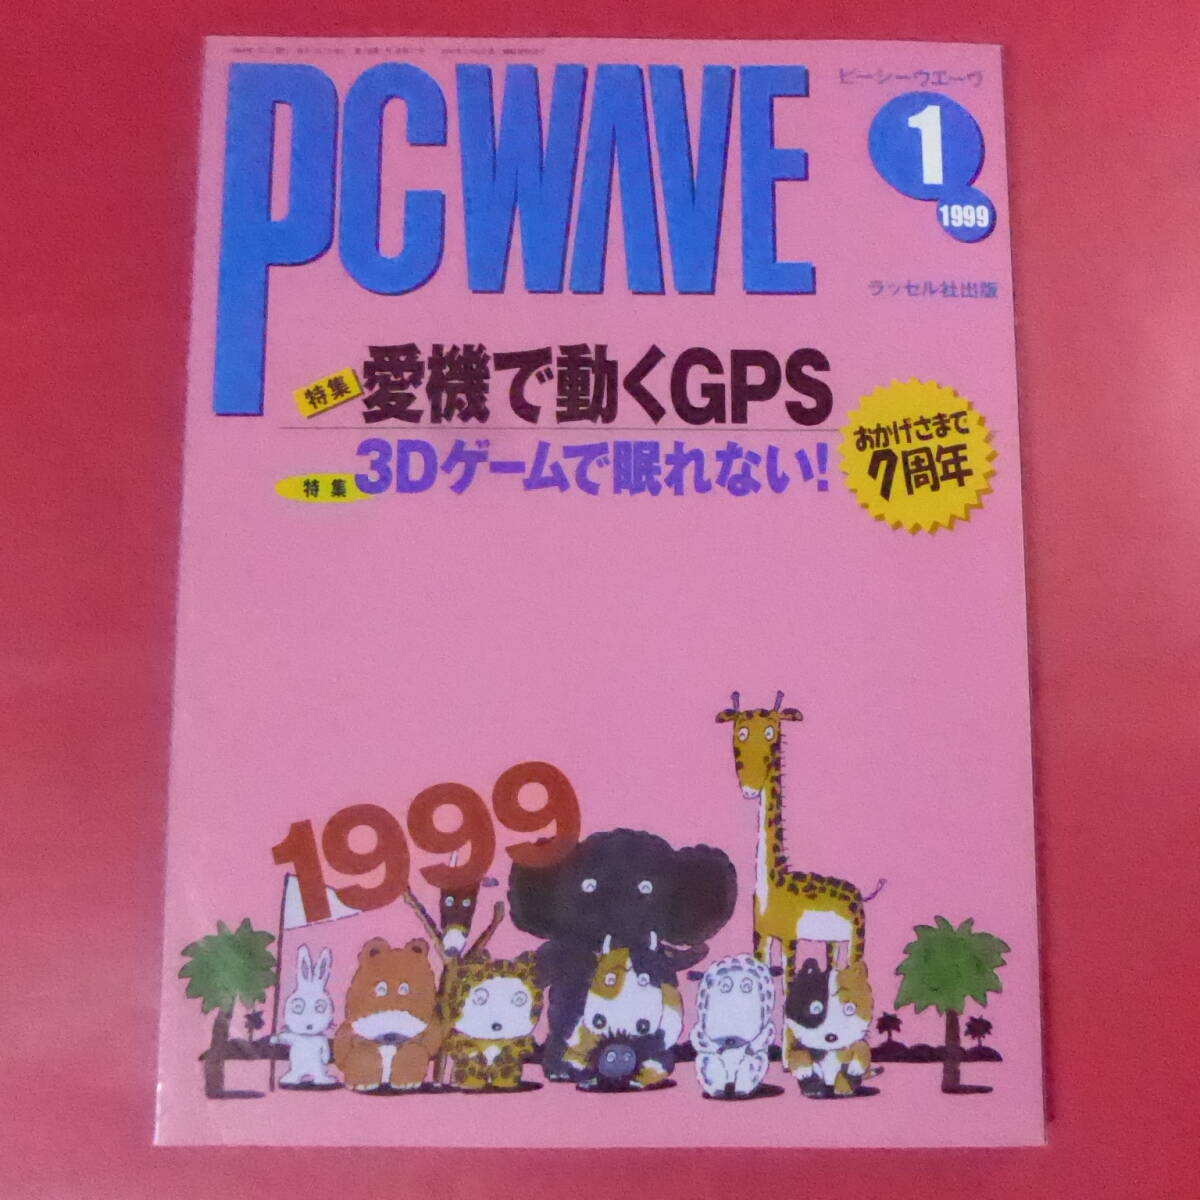 PCWAVE
ピーシーウエーヴ
1
1999
ラッセル社出版
特集 愛機で動くGPS
特集 3Dゲームで眠れない!
おかげさまで
7周年
1999